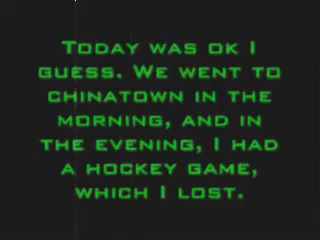 Today was ok I
guess. We went to
Chinatown in the
morning, and in
the evening, I had
a hockey game,
which I lost.